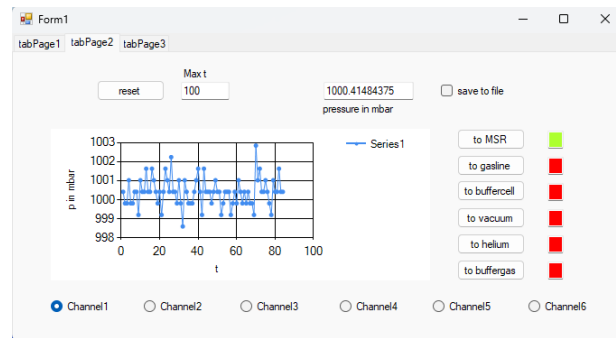 Form1
tabPage1 tabPage2 tabPage3
Max t
reset 100 1000.41484375 save to file
pressure in mbar
1003
1002
1001
1000
999
998
p in mbar
0 20 40 60 80 100
t
Series1
to MSR
to gasline
to buffercell
to vacuum
to helium
to buffergas
Channel1 Channel2 Channel3 Channel4 Channel5 Channel6